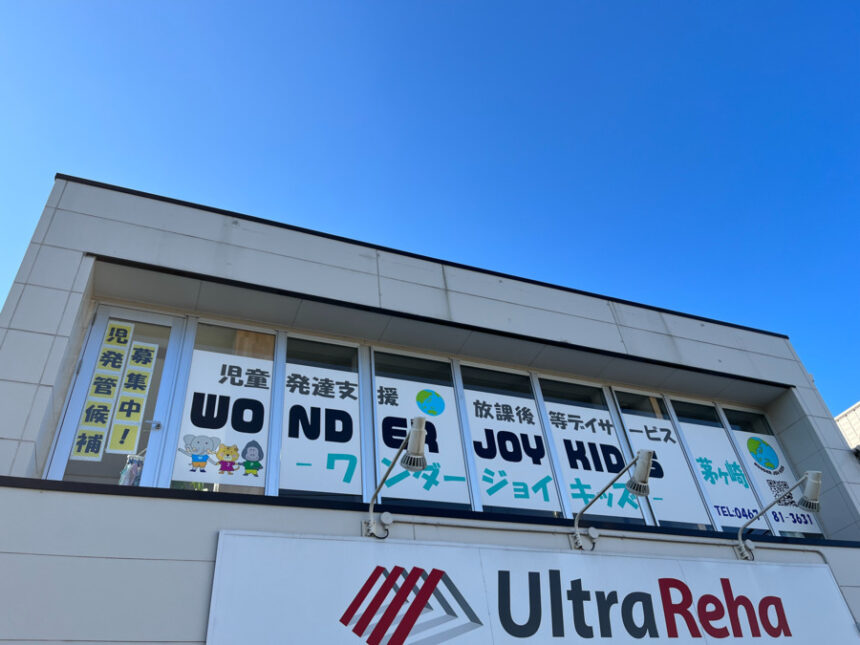 児発管候補
募集中!
児童発達支援
放課後等デイサービス
WONDER JOY KIDS
- ワンダージョイキッズ -
茅ヶ崎
TEL:0467 81-3631
UltraReha